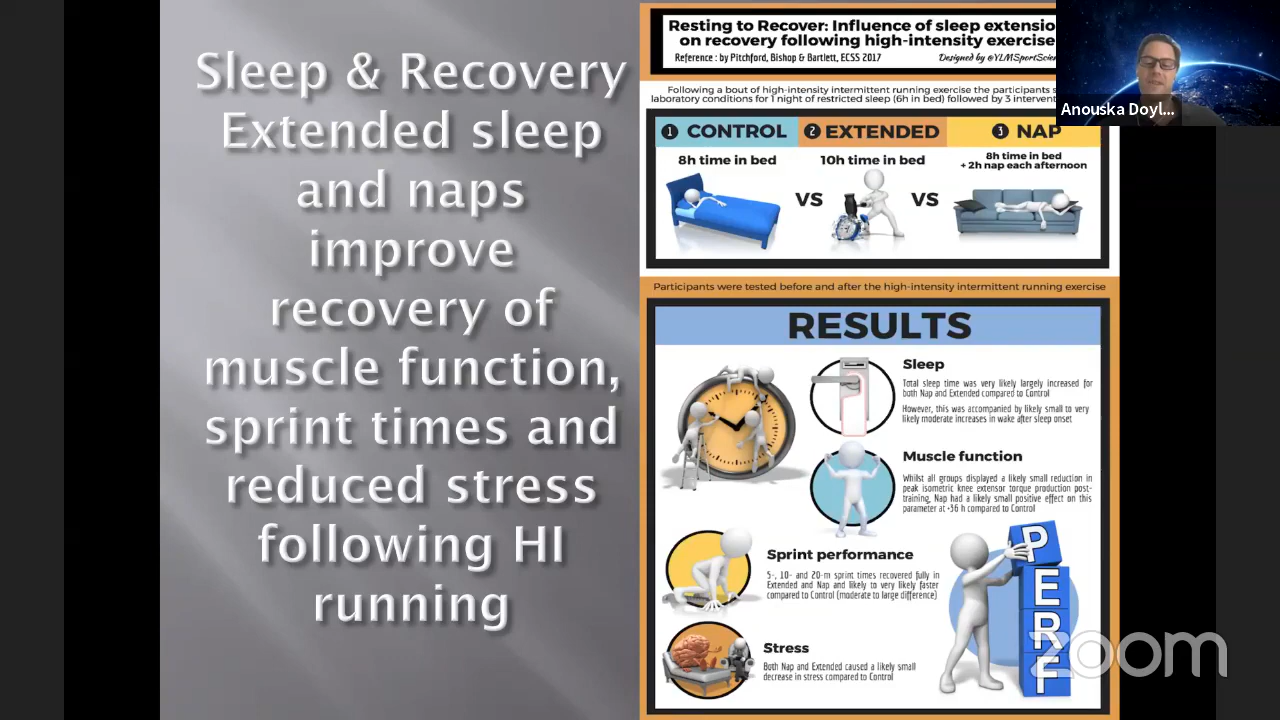 Sleep & Recovery
Extended sleep
and naps
improve
recovery of
muscle function,
sprint times and
reduced stress
following HI
running
Resting to Recover: Influence of sleep extensio
on recovery following high-intensity exercise
Reference : by Pitchford, Bishop & Bartlett, ECSS 2017
Designed by @YLMSportScien
Following a bout of high-intensity intermittent running exercise the participants s
laboratory conditions for 1 night of restricted sleep (6h in bed) followed by 3 interven
1 CONTROL
8h time in bed
VS
2 EXTENDED
10h time in bed
VS
3 NAP
8h time in bed
+ 2h nap each afternoon
Participants were tested before and after the high-intensity intermittent running exercise
RESULTS
Sleep
Total sleep time was very likely largely increased for
both Nap and Extended compared to Control
However, this was accompanied by likely small to very
likely moderate increases in wake after sleep onset
Muscle function
Whilst all groups displayed a likely small reduction in
peak isometric knee extensor torque production post-
training, Nap had a likely small positive effect on this
parameter at +36 h compared to Control
Sprint performance
5-, 10- and 20-m sprint times recovered fully in
Extended and Nap and likely to very likely faster
compared to Control (moderate to large difference)
Stress
Both Nap and Extended caused a likely small
decrease in stress compared to Control
P
E
R
F
Anouska Doyl...
zoom